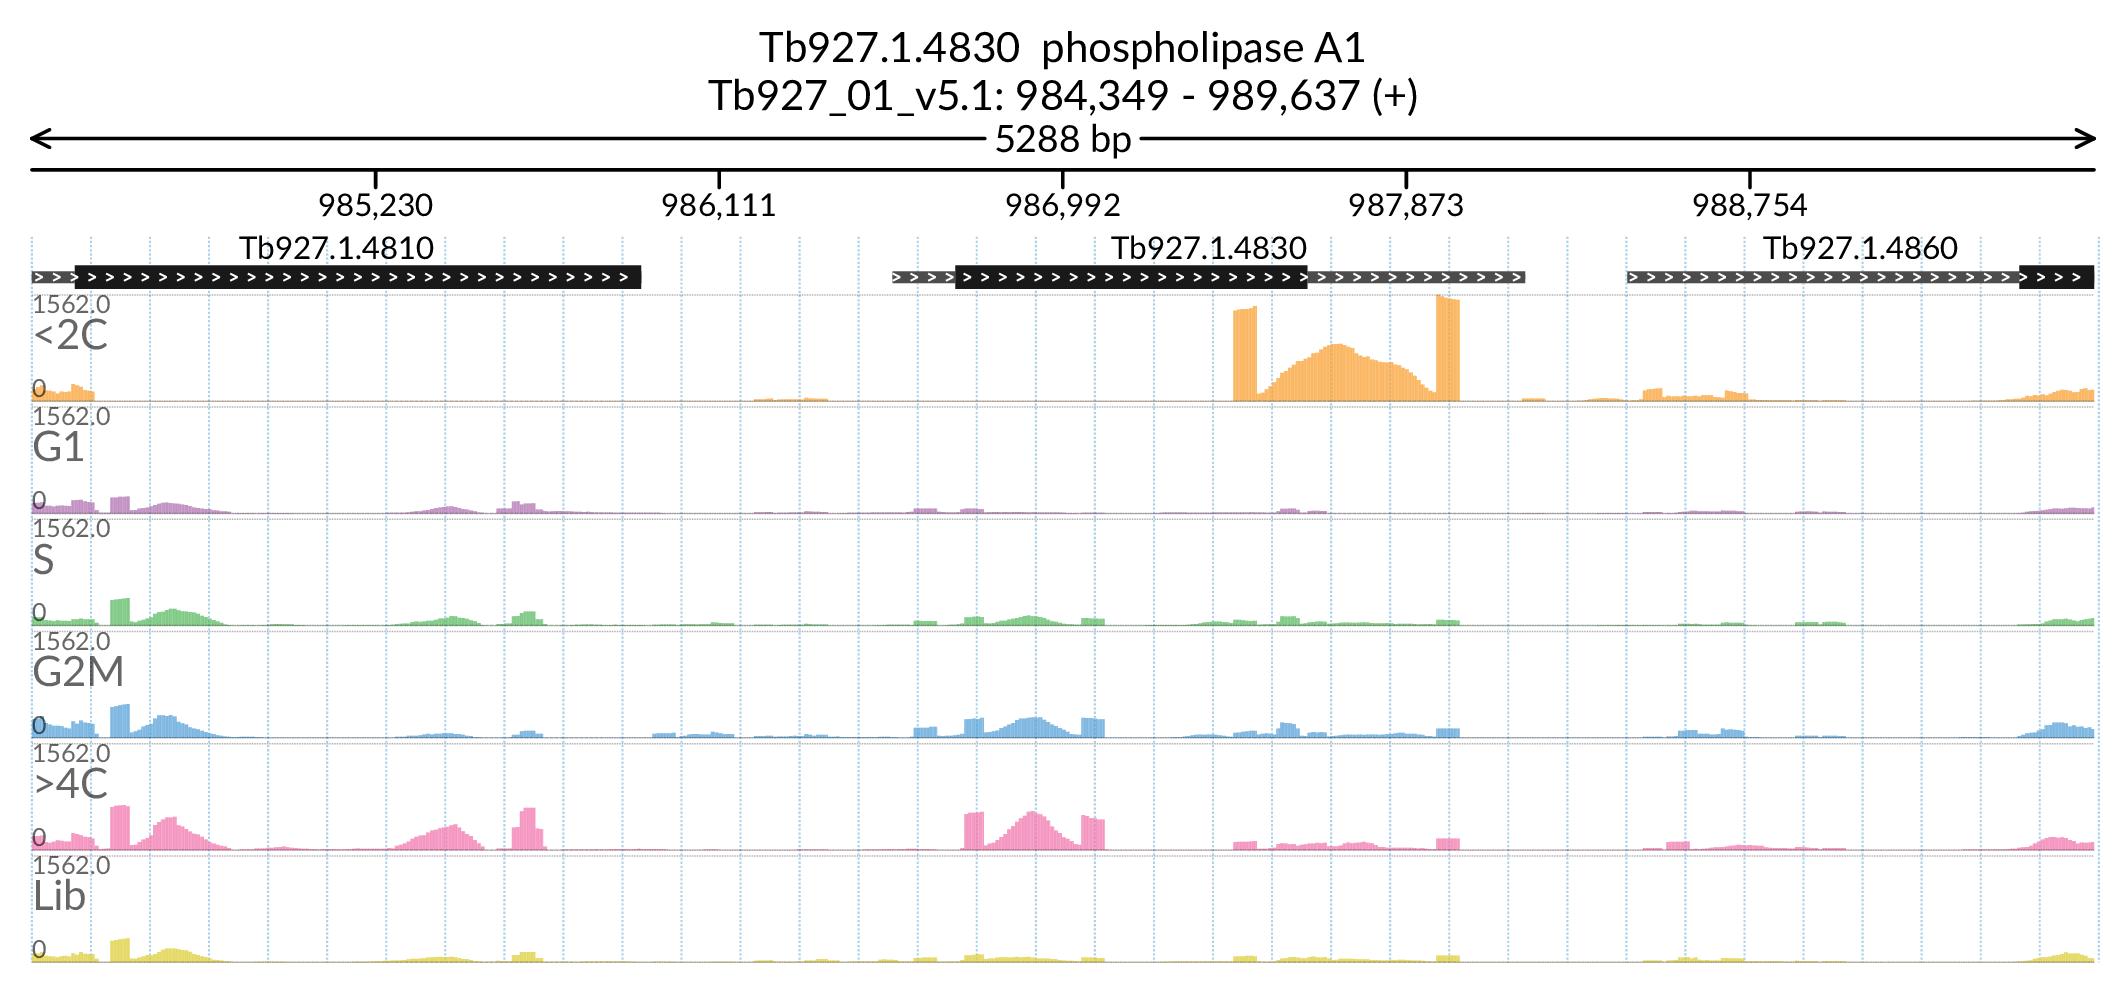 Tb927.1.4830  phospholipase A1
Tb927_01_v5.1: 984,349 - 989,637 (+)
5288 bp
985,230 986,111 986,992 987,873 988,754
Tb927.1.4810 Tb927.1.4830 Tb927.1.4860
1562.0
<2C
0
1562.0
G1
0
1562.0
S
0
1562.0
G2M
0
1562.0
>4C
0
1562.0
Lib
0